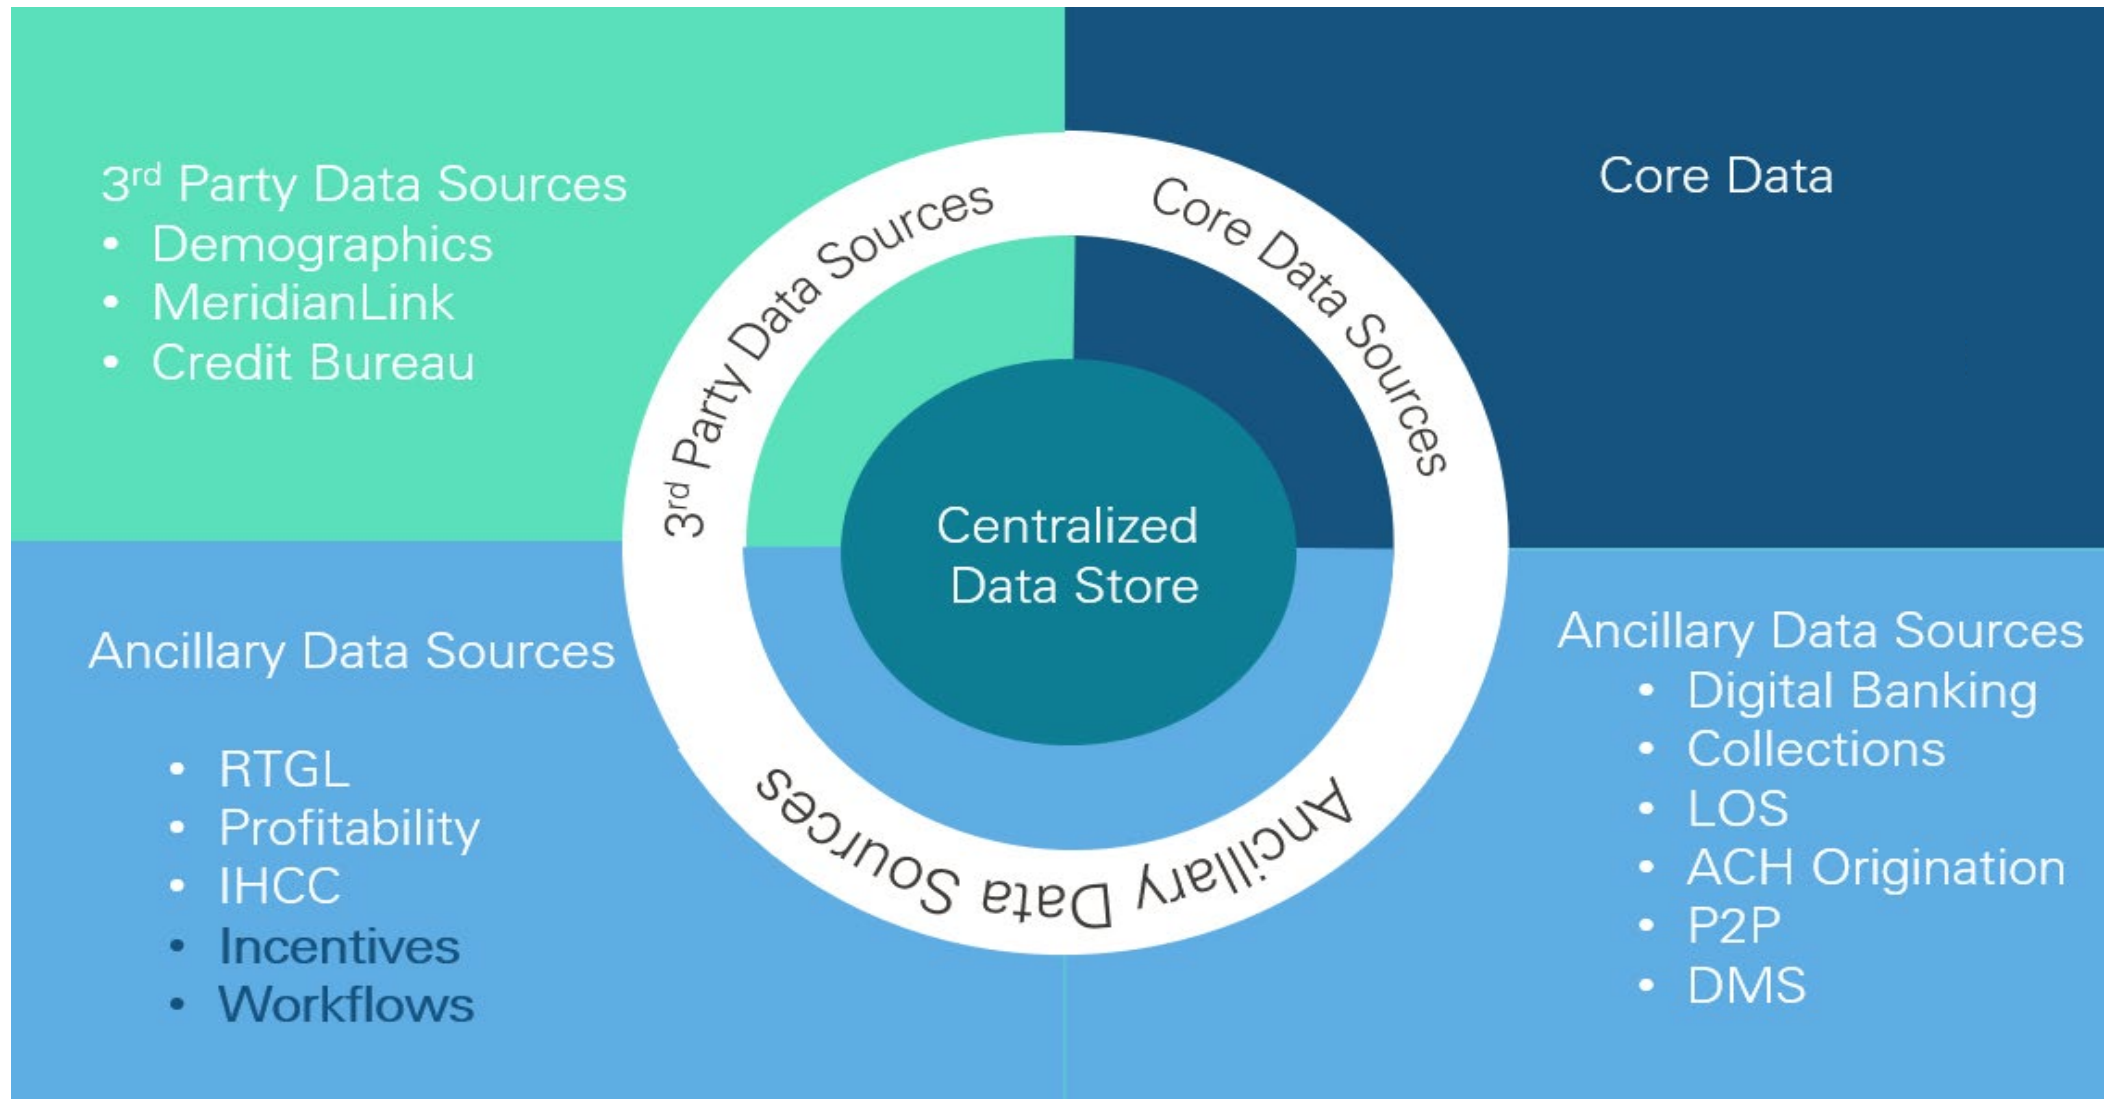 3rd Party Data Sources
• Demographics
• MeridianLink
• Credit Bureau
Core Data
3rd Party Data Sources
Core Data Sources
Centralized
Data Store
Ancillary Data Sources
Ancillary Data Sources
• RTGL
• Profitability
• IHCC
• Incentives
• Workflows
Ancillary Data Sources
• Digital Banking
• Collections
• LOS
• ACH Origination
• P2P
• DMS